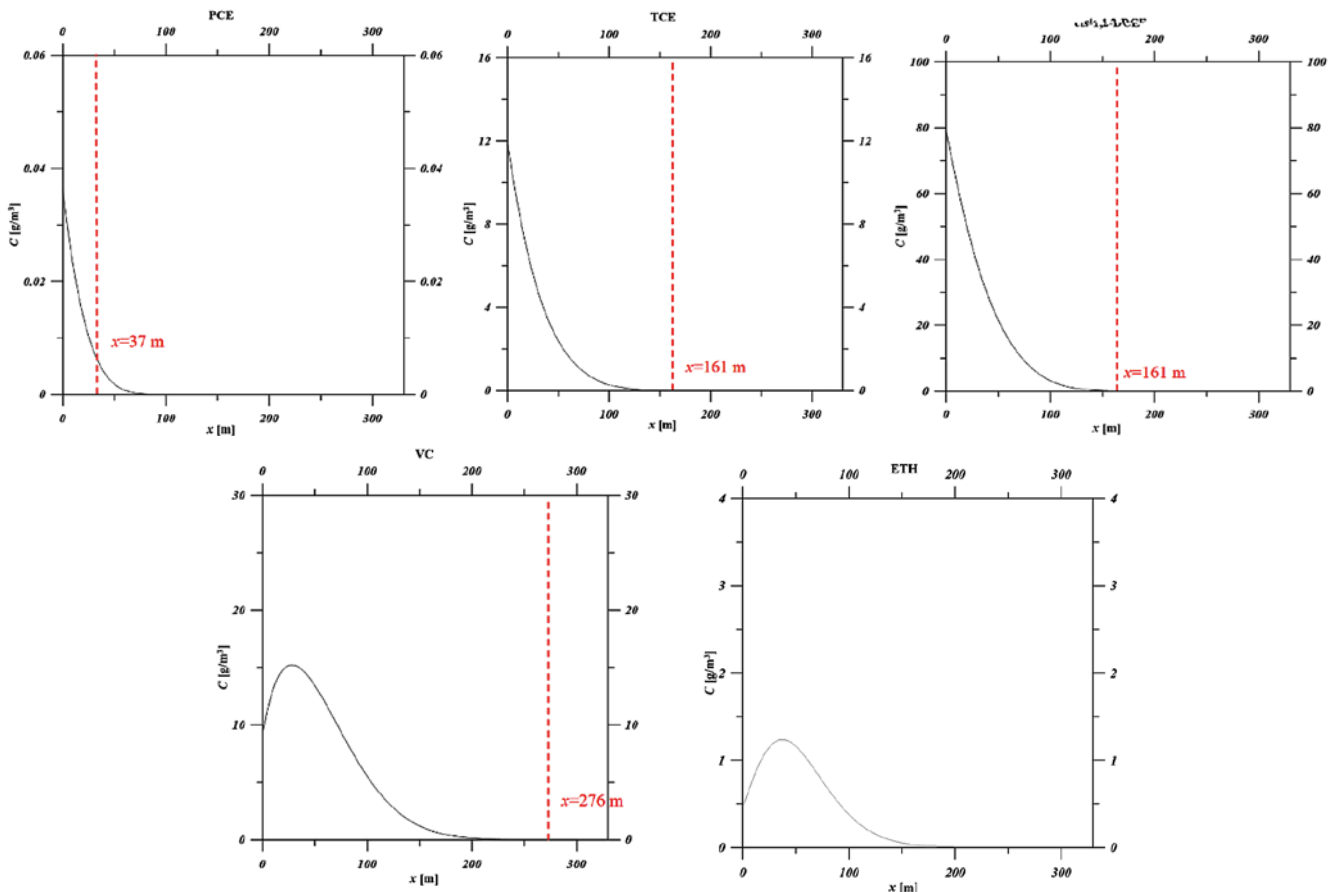 PCE
0 100 200 300
0.06 0.06
0.04 0.04
0.02 0.02
0 0
C [g/m³]
x=37 m
0 100 200 300
x [m]
TCE
0 100 200 300
16 16
12 12
8 8
4 4
0 0
C [g/m³]
x=161 m
0 100 200 300
x [m]
0 100 200 300
100 100
80 80
60 60
40 40
20 20
0 0
C [g/m³]
x=161 m
0 100 200 300
x [m]
VC
0 100 200 300
30 30
20 20
10 10
0 0
C [g/m³]
x=276 m
0 100 200 300
x [m]
ETH
0 100 200 300
4 4
3 3
2 2
1 1
0 0
C [g/m³]
0 100 200 300
x [m]